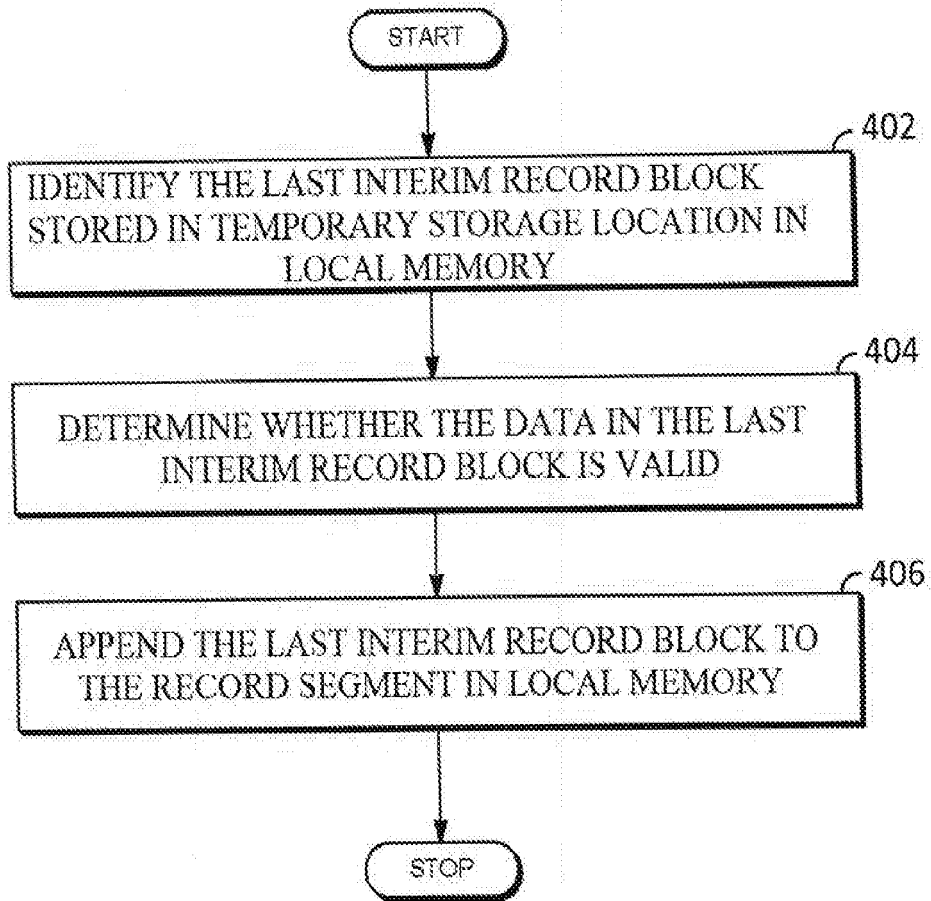 START
402
IDENTIFY THE LAST INTERIM RECORD BLOCK
STORED IN TEMPORARY STORAGE LOCATION IN
LOCAL MEMORY
404
DETERMINE WHETHER THE DATA IN THE LAST
INTERIM RECORD BLOCK IS VALID
406
APPEND THE LAST INTERIM RECORD BLOCK TO
THE RECORD SEGMENT IN LOCAL MEMORY
STOP